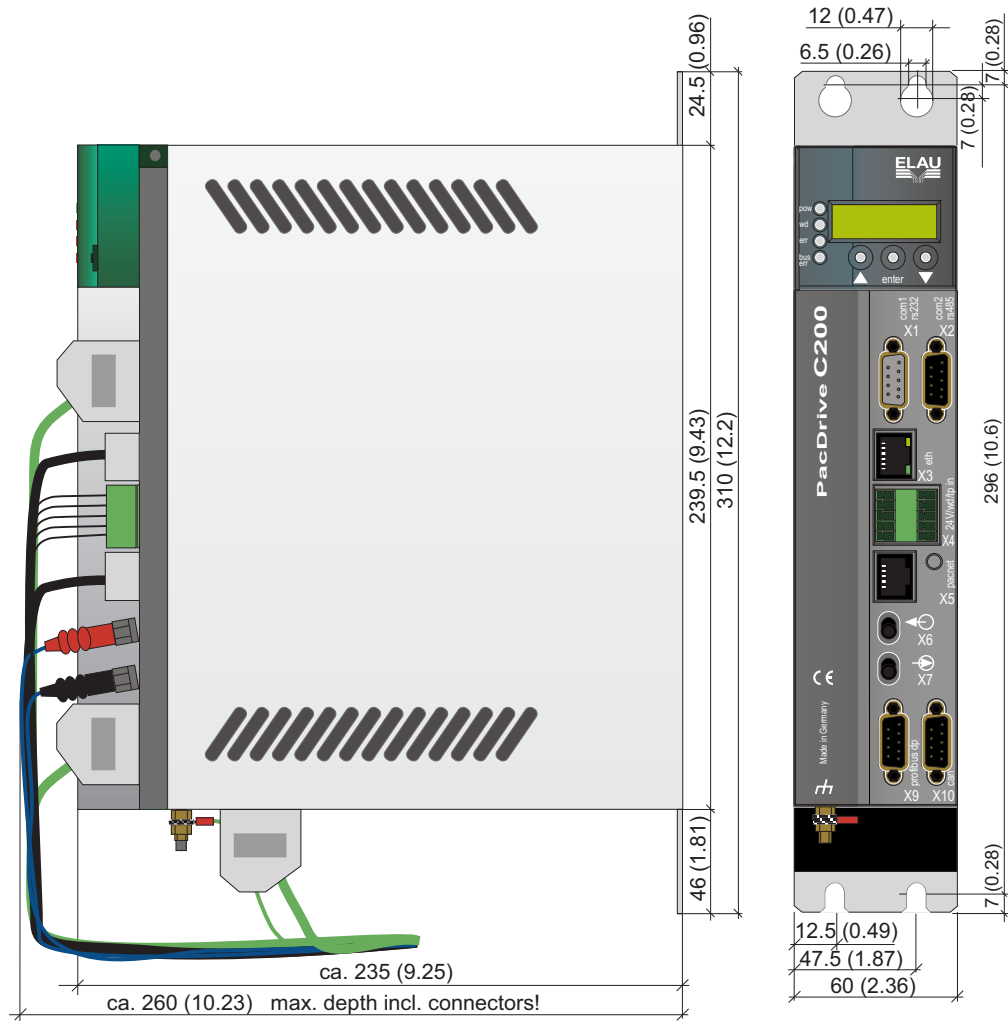 24.5 (0.96)
239.5 (9.43)
310 (12.2)
46 (1.81)
ca. 235 (9.25)
ca. 260 (10.23)   max. depth incl. connectors!
12 (0.47)
6.5 (0.26)
7 (0.28)
7 (0.28)
296 (10.6)
7 (0.28)
ELAU
pow
wd
err
bus
err
enter
com1
rs232
X1
com2
rs485
X2
PacDrive C200
eth
X3
24 V/wd/tp in
X4
pacnet
X5
X6
X7
CE
Made in Germany
profibus dp
X9
can
X10
12.5 (0.49)
47.5 (1.87)
60 (2.36)